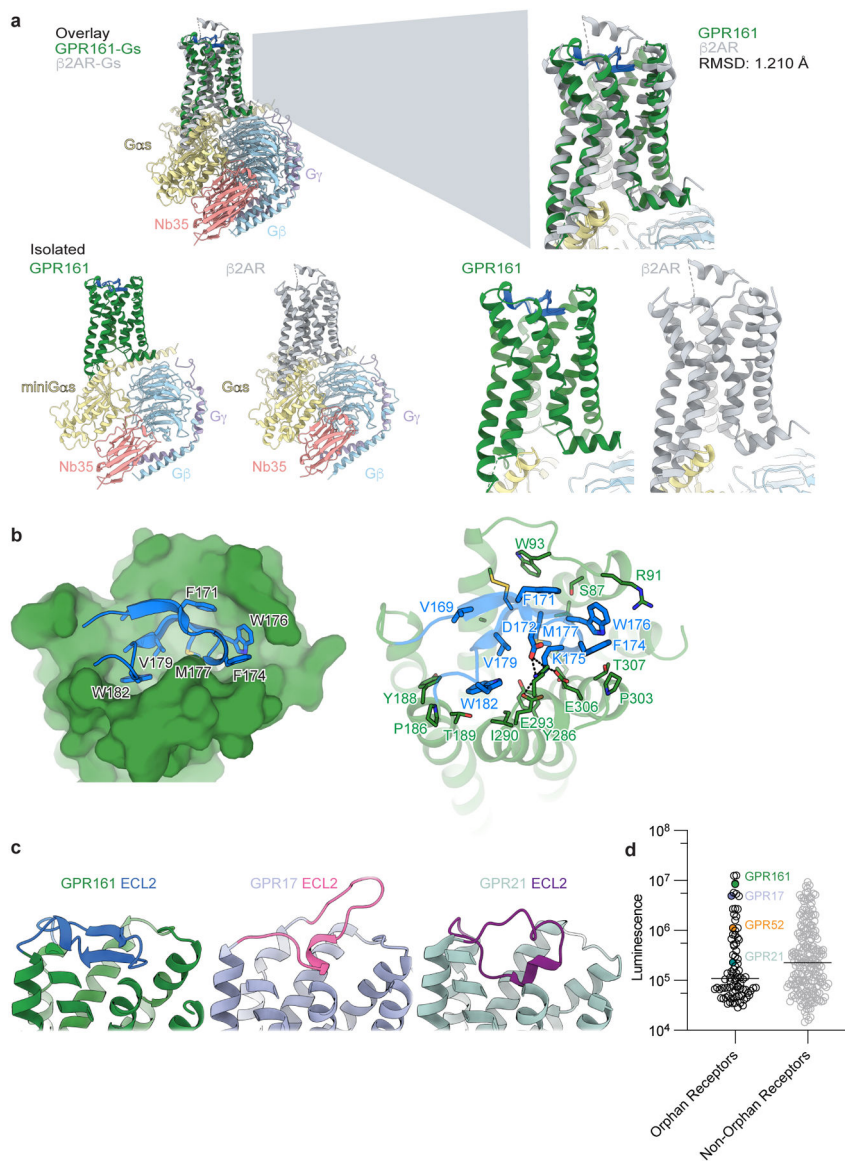 a
Overlay
GPR161-Gs
β2AR-Gs
GPR161
β2AR
RMSD: 1.210 Å
Gαs
Gγ
Nb35
Gβ
Isolated
GPR161
β2AR
GPR161
β2AR
miniGαs
Gαs
Gγ
Gγ
Nb35
Gβ
Nb35
Gβ
b
F171
W176
V179
M177
F174
W182
W93
S87
R91
V169
F171
D172
M177
W176
V179
K175
F174
T307
Y188
W182
E306
P303
P186
T189
I290
E293
Y286
c
GPR161 ECL2
GPR17 ECL2
GPR21 ECL2
d
10⁸
10⁷
10⁶
10⁵
10⁴
Luminescence
GPR161
GPR17
GPR52
GPR21
Orphan Receptors
Non-Orphan Receptors